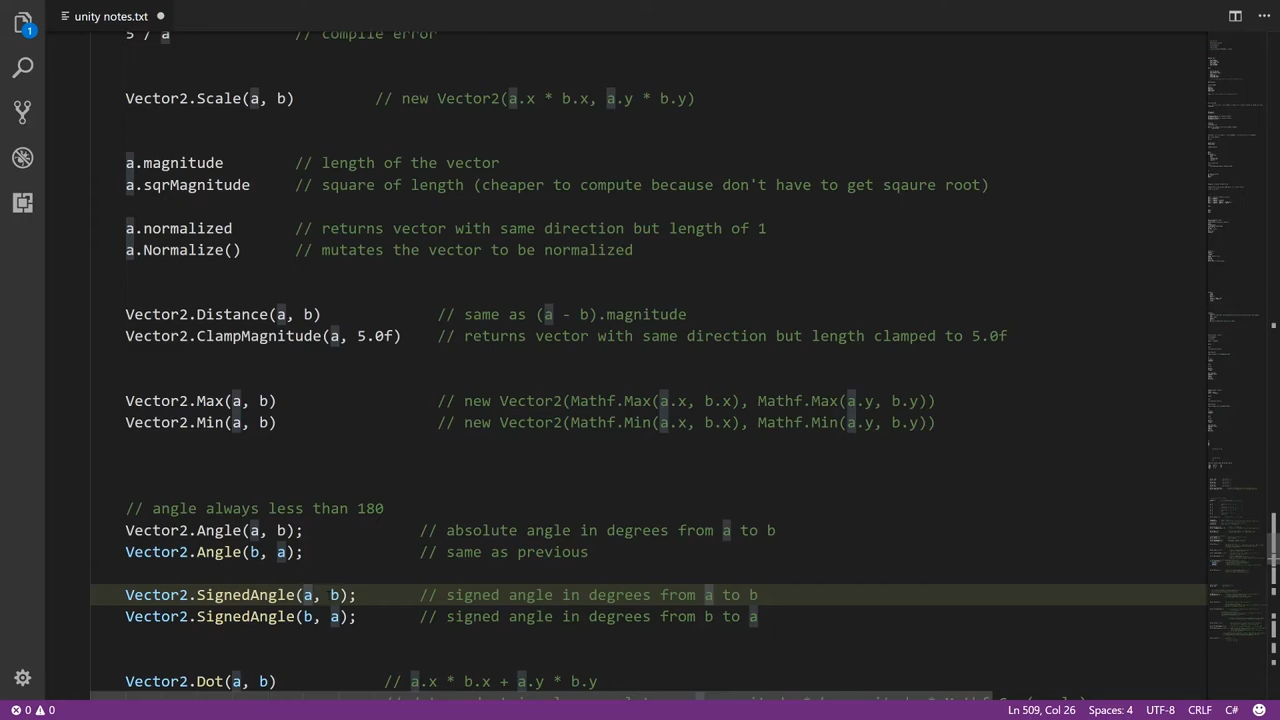 unity notes.txt
1
5 / a // compile error
Vector2.Scale(a, b) // new Vector2(a.x * b.x, a.y * b.y)
a.magnitude // length of the vector
a.sqrMagnitude // square of length (cheaper to compute because don't have to get sqaure root)
a.normalized // returns vector with same direction but length of 1
a.Normalize() // mutates the vector to be normalized
Vector2.Distance(a, b) // same as (a - b).magnitude
Vector2.ClampMagnitude(a, 5.0f) // returns vector with same direction but length clamped to 5.0f
Vector2.Max(a, b) // new Vector2(Mathf.Max(a.x, b.x), Mathf.Max(a.y, b.y))
Vector2.Min(a, b) // new Vector2(Mathf.Min(a.x, b.x), Mathf.Min(a.y, b.y))
// angle always less than 180
Vector2.Angle(a, b); // absolute angle in degrees from a to b
Vector2.Angle(b, a); // same as previous
Vector2.SignedAngle(a, b); // signed angle in degrees from a to b
Vector2.SignedAngle(b, a); // signed angle in degrees from b to a
Vector2.Dot(a, b) // a.x * b.x + a.y * b.y
0 0 Ln 509, Col 26 Spaces: 4 UTF-8 CRLF C#